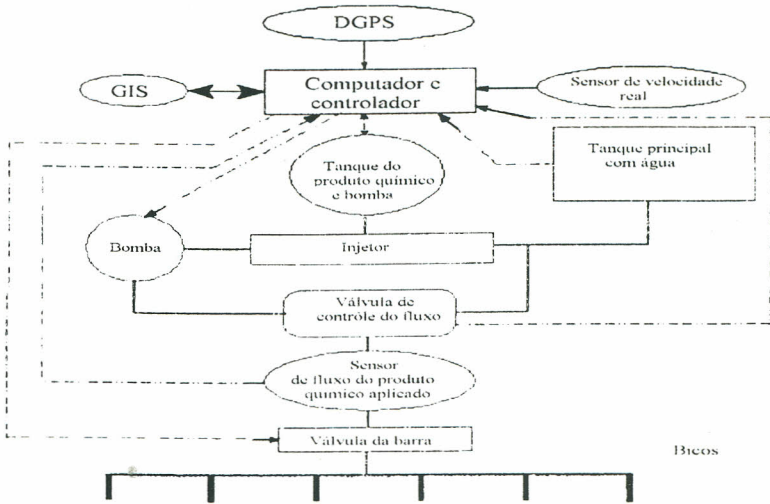 DGPS
GIS
Computador e
controlador
Sensor de velocidade
real
Tanque do
produto químico
e bomba
Tanque principal
com água
Bomba
Injetor
Válvula de
contrôle do fluxo
Sensor
de fluxo do produto
químico aplicado
Válvula da barra
Bicos